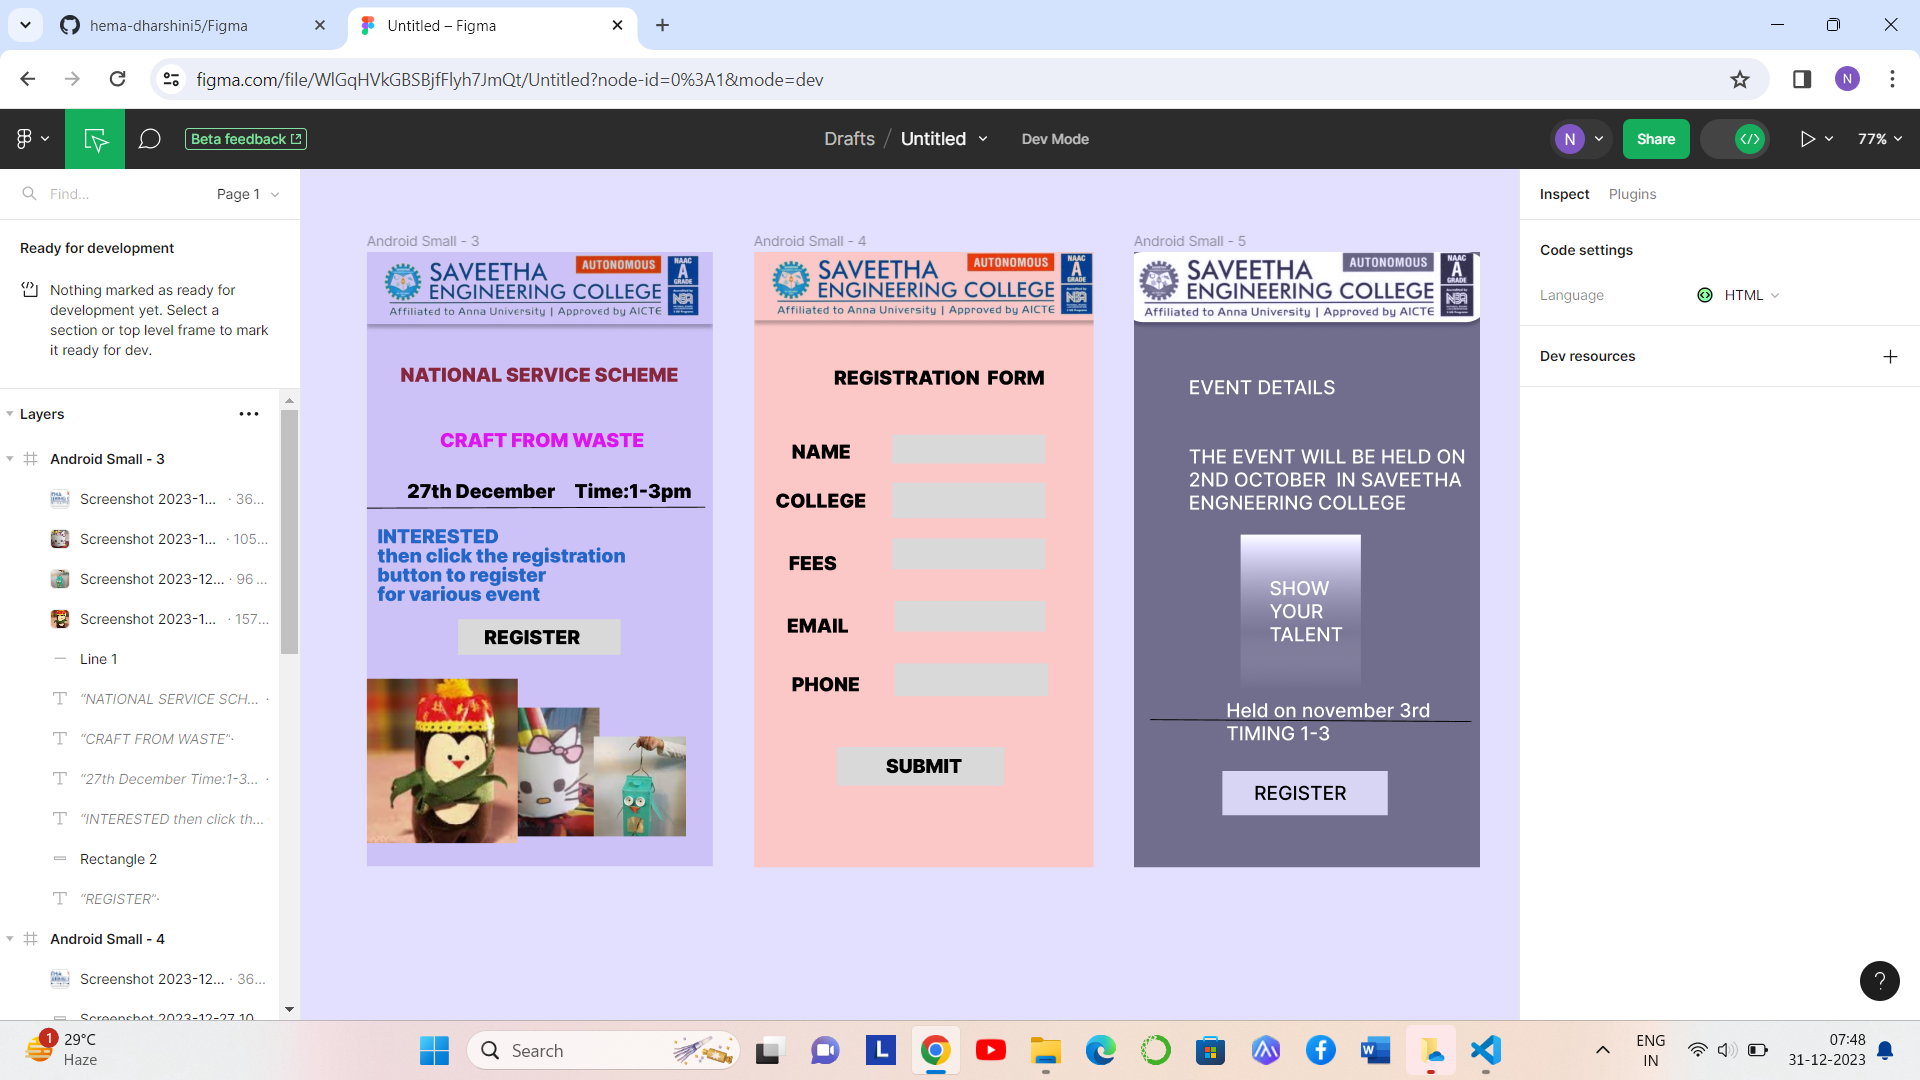 hema-dharshini5/Figma
Untitled – Figma
figma.com/file/WlGqHVkGBSBjfFlyh7JmQt/Untitled?node-id=0%3A1&mode=dev
N
Beta feedback
Drafts / Untitled
Dev Mode
N
Share
77%
Find...
Page 1
Ready for development
Nothing marked as ready for
development yet. Select a
section or top level frame to mark
it ready for dev.
Layers
Android Small - 3
Screenshot 2023-1... · 36...
Screenshot 2023-1... · 105...
Screenshot 2023-12... · 96...
Screenshot 2023-1... · 157...
Line 1
"NATIONAL SERVICE SCH... ·
"CRAFT FROM WASTE"·
"27th December Time:1-3... ·
"INTERESTED then click th... ·
Rectangle 2
"REGISTER"·
Android Small - 4
Screenshot 2023-12... · 36...
Screenshot 2023-12-27 10
Android Small - 3
SAVEETHA
ENGINEERING COLLEGE
AUTONOMOUS
NAAC
A
GRADE
Affiliated to Anna University | Approved by AICTE
NATIONAL SERVICE SCHEME
CRAFT FROM WASTE
27th December Time:1-3pm
INTERESTED
then click the registration
button to register
for various event
REGISTER
Android Small - 4
SAVEETHA
ENGINEERING COLLEGE
AUTONOMOUS
NAAC
A
GRADE
Affiliated to Anna University | Approved by AICTE
REGISTRATION FORM
NAME
COLLEGE
FEES
EMAIL
PHONE
SUBMIT
Android Small - 5
SAVEETHA
ENGINEERING COLLEGE
AUTONOMOUS
NAAC
A
GRADE
Affiliated to Anna University | Approved by AICTE
EVENT DETAILS
THE EVENT WILL BE HELD ON
2ND OCTOBER IN SAVEETHA
ENGNEERING COLLEGE
SHOW
YOUR
TALENT
Held on november 3rd
TIMING 1-3
REGISTER
Inspect
Plugins
Code settings
Language
HTML
Dev resources
?
1
29°C
Haze
Search
L
ENG
IN
07:48
31-12-2023